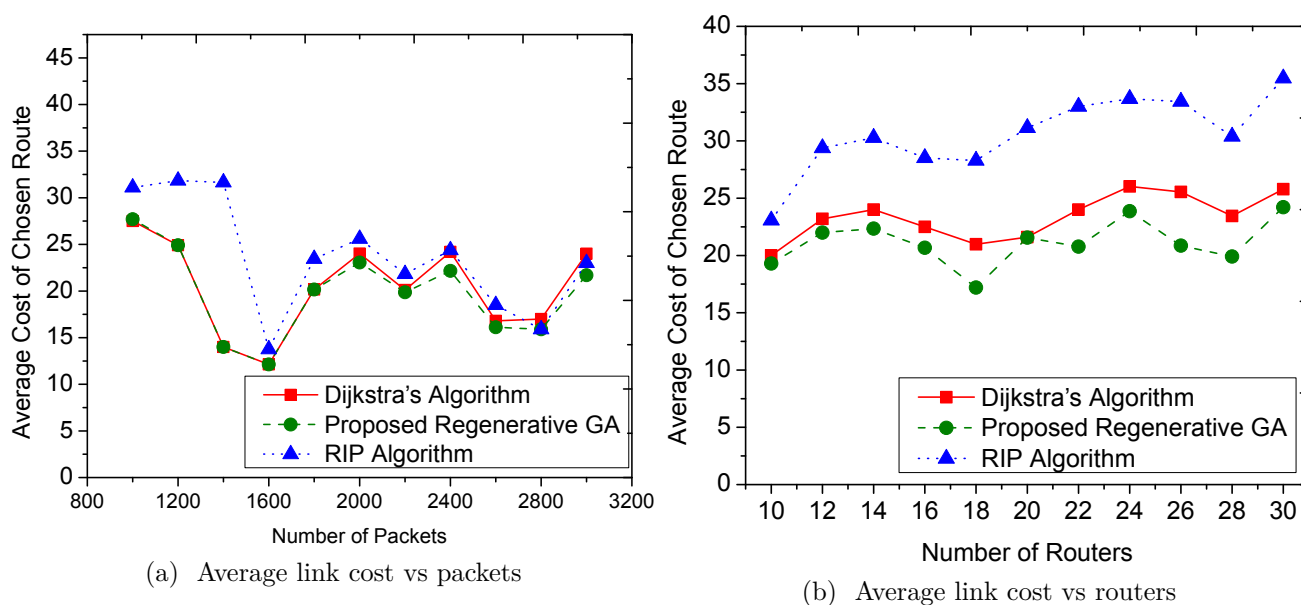 Average Cost of Chosen Route
45
40
35
30
25
20
15
10
5
0
800 1200 1600 2000 2400 2800 3200
Number of Packets
Dijkstra's Algorithm
Proposed Regenerative GA
RIP Algorithm
(a) Average link cost vs packets
Average Cost of Chosen Route
40
35
30
25
20
15
10
5
0
10 12 14 16 18 20 22 24 26 28 30
Number of Routers
Dijkstra's Algorithm
Proposed Regenerative GA
RIP Algorithm
(b) Average link cost vs routers